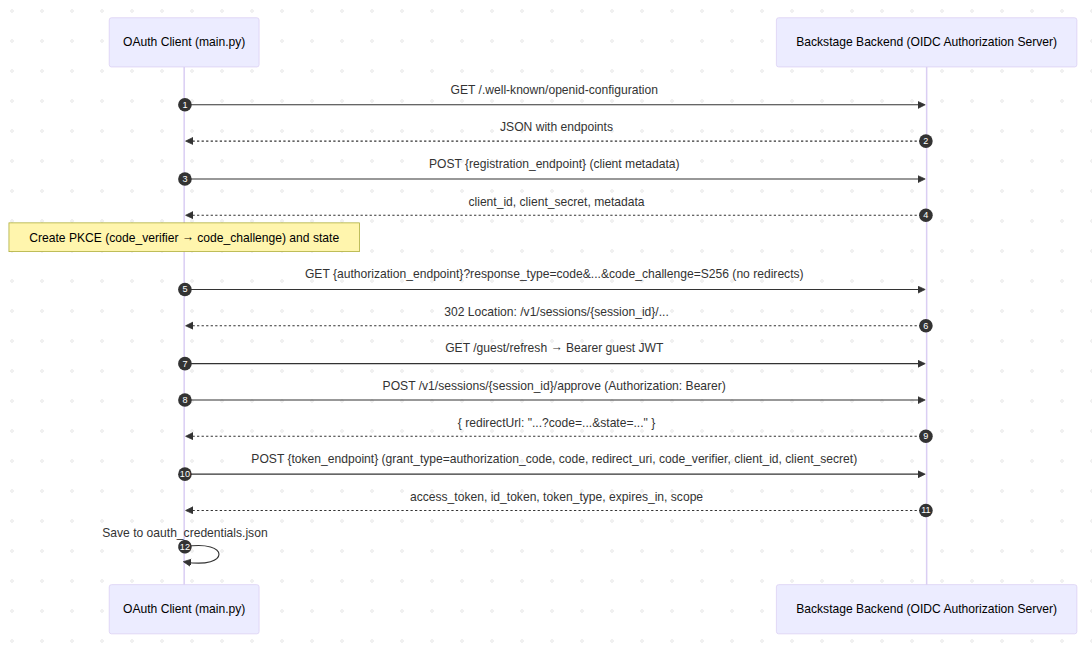 OAuth Client (main.py)
Backstage Backend (OIDC Authorization Server)
GET /.well-known/openid-configuration
1
JSON with endpoints
2
POST {registration_endpoint} (client metadata)
3
client_id, client_secret, metadata
4
Create PKCE (code_verifier → code_challenge) and state
GET {authorization_endpoint}?response_type=code&...&code_challenge=S256 (no redirects)
5
302 Location: /v1/sessions/{session_id}/...
6
GET /guest/refresh → Bearer guest JWT
7
POST /v1/sessions/{session_id}/approve (Authorization: Bearer)
8
{ redirectUrl: "...?code=...&state=..." }
9
POST {token_endpoint} (grant_type=authorization_code, code, redirect_uri, code_verifier, client_id, client_secret)
10
access_token, id_token, token_type, expires_in, scope
11
Save to oauth_credentials.json
12
OAuth Client (main.py)
Backstage Backend (OIDC Authorization Server)